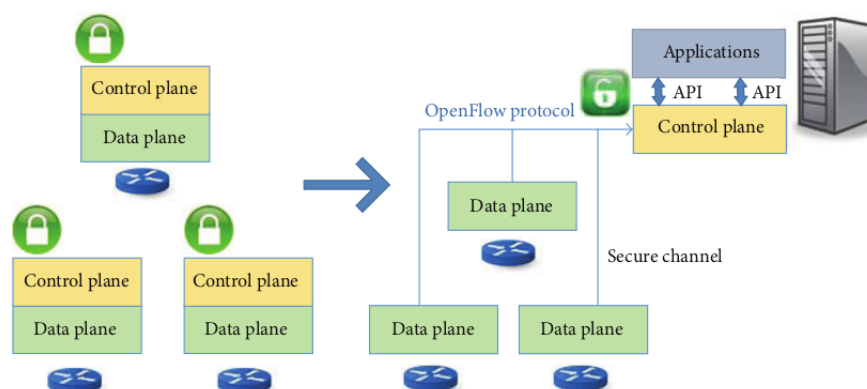 Control plane
Data plane
Control plane
Data plane
Control plane
Data plane
Applications
API
API
OpenFlow protocol
Control plane
Data plane
Secure channel
Data plane
Data plane